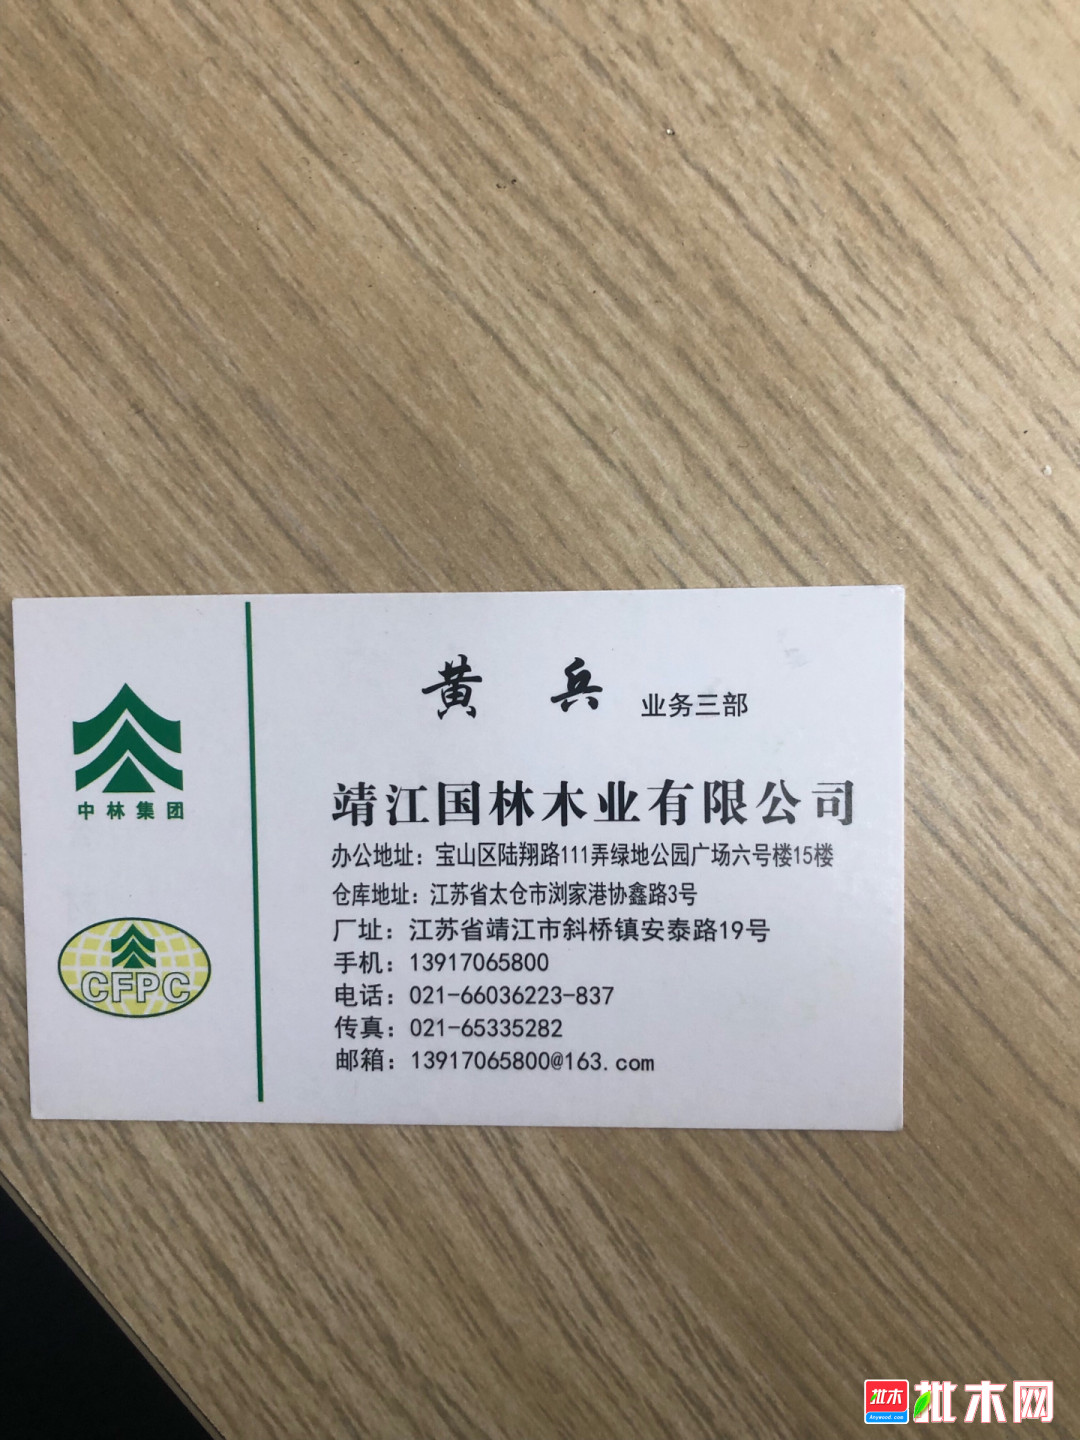 黄 兵 业务三部
中林集团
CFPC
靖江国林木业有限公司
办公地址：宝山区陆翔路111弄绿地公园广场六号楼15楼
仓库地址：江苏省太仓市浏家港协鑫路3号
厂址：江苏省靖江市斜桥镇安泰路19号
手机：13917065800
电话：021-66036223-837
传真：021-65335282
邮箱：13917065800@163.com
批木 批木网
Anywood.com